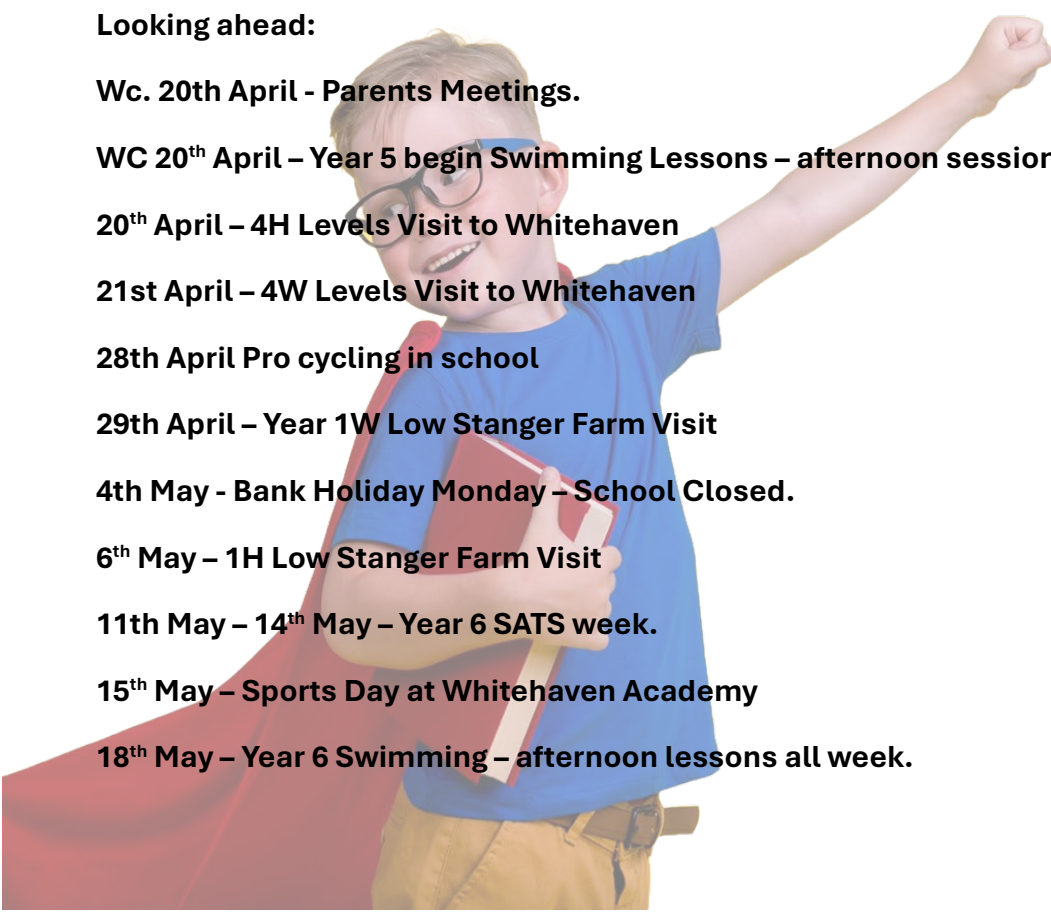 Looking ahead:
Wc. 20th April - Parents Meetings.
WC 20th April – Year 5 begin Swimming Lessons – afternoon session
20th April – 4H Levels Visit to Whitehaven
21st April – 4W Levels Visit to Whitehaven
28th April Pro cycling in school
29th April – Year 1W Low Stanger Farm Visit
4th May - Bank Holiday Monday – School Closed.
6th May – 1H Low Stanger Farm Visit
11th May – 14th May – Year 6 SATS week.
15th May – Sports Day at Whitehaven Academy
18th May – Year 6 Swimming – afternoon lessons all week.